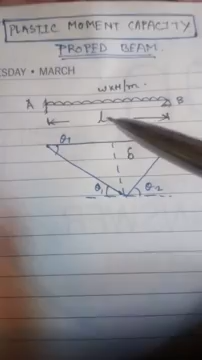 PLASTIC MOMENT CAPACITY
PROPED BEAM.
SDAY • MARCH
w kN/m.
A B
l
θ1 δ
θ1 θ2